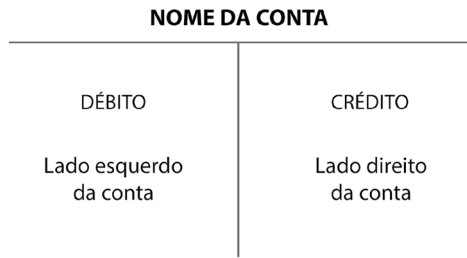 NOME DA CONTA
DÉBITO
Lado esquerdo
da conta
CRÉDITO
Lado direito
da conta